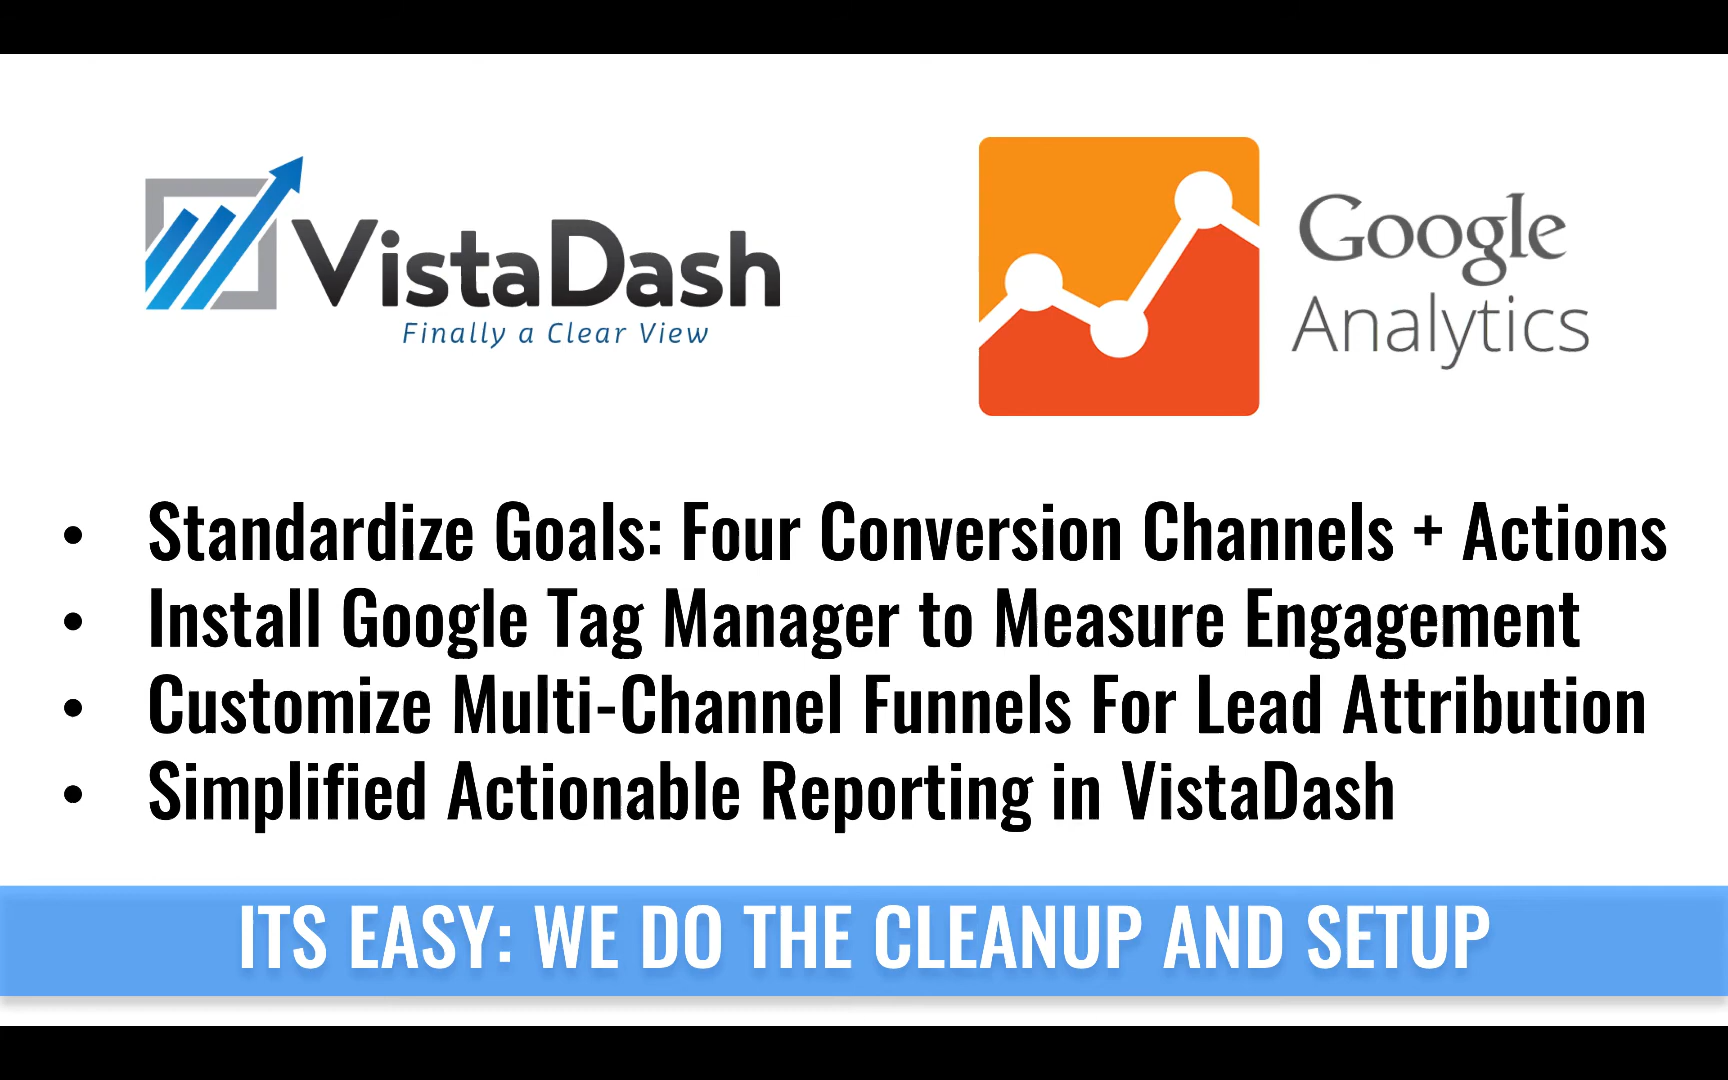 VistaDash
Finally a Clear View
Google
Analytics
• Standardize Goals: Four Conversion Channels + Actions
• Install Google Tag Manager to Measure Engagement
• Customize Multi-Channel Funnels For Lead Attribution
• Simplified Actionable Reporting in VistaDash
ITS EASY: WE DO THE CLEANUP AND SETUP